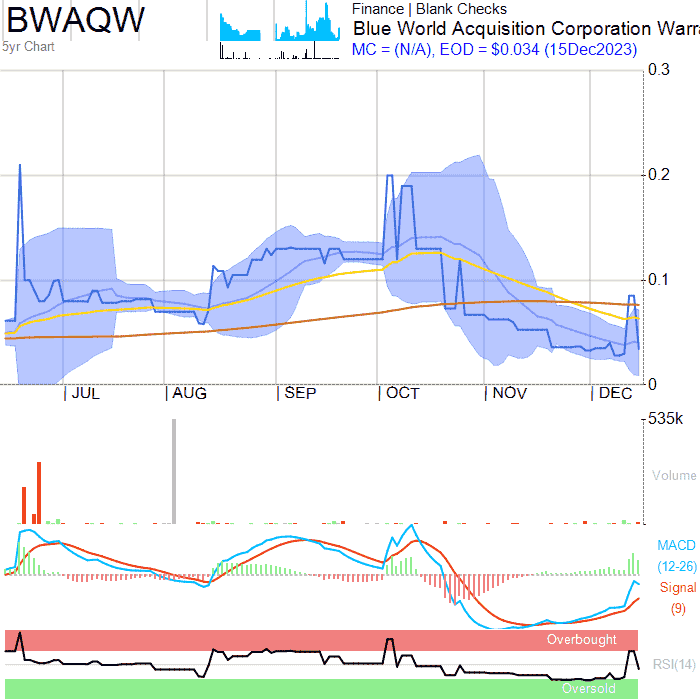 BWAQW
5yr Chart
Finance | Blank Checks
Blue World Acquisition Corporation Warra
MC = (N/A), EOD = $0.034 (15Dec2023)
0.3
0.2
0.1
0
JUL AUG SEP OCT NOV DEC
535k
Volume
MACD
(12-26)
Signal
(9)
Overbought
RSI(14)
Oversold